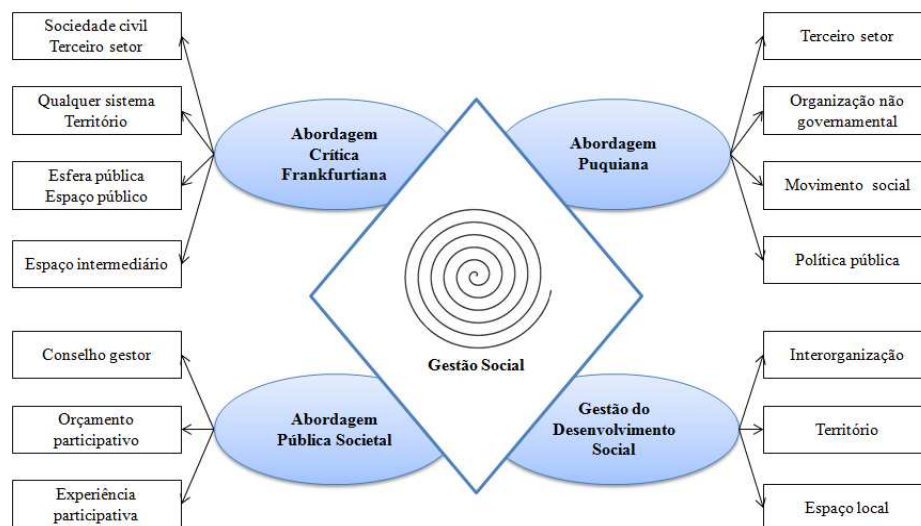 Sociedade civil
Terceiro setor
Qualquer sistema
Território
Esfera pública
Espaço público
Espaço intermediário
Abordagem
Crítica
Frankfurtiana
Abordagem
Puquiana
Terceiro setor
Organização não
governamental
Movimento social
Política pública
Gestão Social
Conselho gestor
Orçamento
participativo
Experiência
participativa
Abordagem
Pública Societal
Gestão do
Desenvolvimento
Social
Interorganização
Território
Espaço local